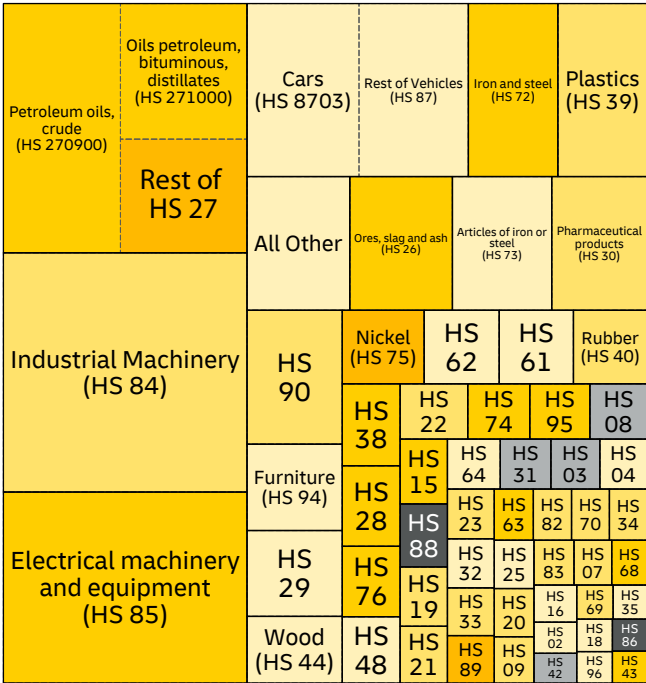 Petroleum oils,
crude
(HS 270900)
Oils petroleum,
bituminous,
distillates
(HS 271000)
Rest of
HS 27
Cars
(HS 8703)
Rest of Vehicles
(HS 87)
Iron and steel
(HS 72)
Plastics
(HS 39)
All Other
Ores, slag and ash
(HS 26)
Articles of iron or
steel
(HS 73)
Pharmaceutical
products
(HS 30)
Industrial Machinery
(HS 84)
Electrical machinery
and equipment
(HS 85)
HS
90
Furniture
(HS 94)
HS
29
Wood
(HS 44)
Nickel
(HS 75)
HS
62
HS
61
Rubber
(HS 40)
HS
38
HS
28
HS
76
HS
48
HS
22
HS
74
HS
95
HS
08
HS
15
HS
88
HS
19
HS
21
HS
64
HS
31
HS
03
HS
04
HS
23
HS
63
HS
82
HS
70
HS
34
HS
32
HS
25
HS
83
HS
07
HS
68
HS
33
HS
20
HS
16
HS
69
HS
35
HS
02
HS
18
HS
86
HS
89
HS
09
HS
42
HS
96
HS
43